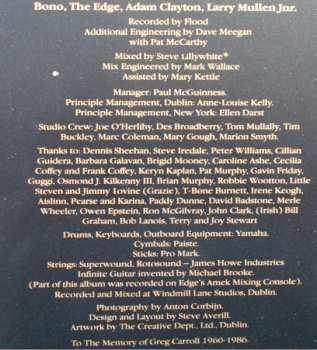 Bono, The Edge, Adam Clayton, Larry Mullen Jnr.
Recorded by Flood
Additional Engineering by Dave Meegan
with Pat McCarthy
Mixed by Steve Lillywhite*
Mix Engineered by Mark Wallace
Assisted by Mary Kettle
Manager: Paul McGuinness.
Principle Management, Dublin: Anne-Louise Kelly.
Principle Management, New York: Ellen Darst
Studio Crew: Joe O'Herlihy, Des Broadberry, Tom Mullally, Tim
Buckley, Marc Coleman, Mary Gough, Marion Smyth.
Thanks to: Dennis Sheehan, Steve Iredale, Peter Williams, Cillian
Guidera, Barbara Galavan, Brigid Mooney, Caroline Ashe, Cecilia
Coffey and Frank Coffey, Keryn Kaplan, Pat Murphy, Gavin Friday,
Guggi, Osmond J. Kilkenny III, Brian Murphy, Robbie Wootton, Little
Steven and Jimmy Iovine (Grazie), T-Bone Burnett, Irene Keogh,
Aislinn, Pearse and Karina, Paddy Dunne, David Badstone, Merle
Wheeler, Owen Epstein, Ron McGilvray, John Clark, (Irish) Bill
Graham, Bob Lanois, Terry and Joy Stewart
Drums, Keyboards, Outboard Equipment: Yamaha.
Cymbals: Paiste.
Sticks: Pro Mark.
Strings: Superwound, Rotosound – James Howe Industries
Infinite Guitar invented by Michael Brooke.
(Part of this album was recorded on Edge's Amek Mixing Console).
Recorded and Mixed at Windmill Lane Studios, Dublin.
Photography by Anton Corbijn.
Design and Layout by Steve Averill.
Artwork by The Creative Dept., Ltd., Dublin.
To The Memory of Greg Carroll 1960-1986.